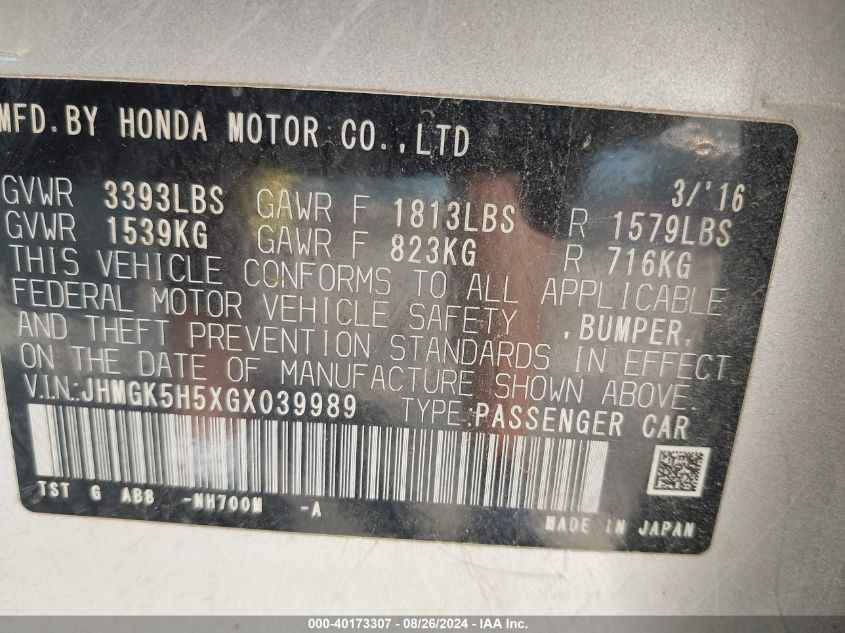 MFD. BY HONDA MOTOR CO.,LTD
3/'16
GVWR 3393LBS GAWR F 1813LBS R 1579LBS
GVWR 1539KG GAWR F 823KG R 716KG
THIS VEHICLE CONFORMS TO ALL APPLICABLE
FEDERAL MOTOR VEHICLE SAFETY ,BUMPER,
AND THEFT PREVENTION STANDARDS IN EFFECT
ON THE DATE OF MANUFACTURE SHOWN ABOVE.
V.I.N:JHMGK5H5XGX039989 TYPE:PASSENGER CAR
TST G ABB -NH700M -A
MADE IN JAPAN
000-40173307 - 08/26/2024 - IAAI - Copart, Inc.